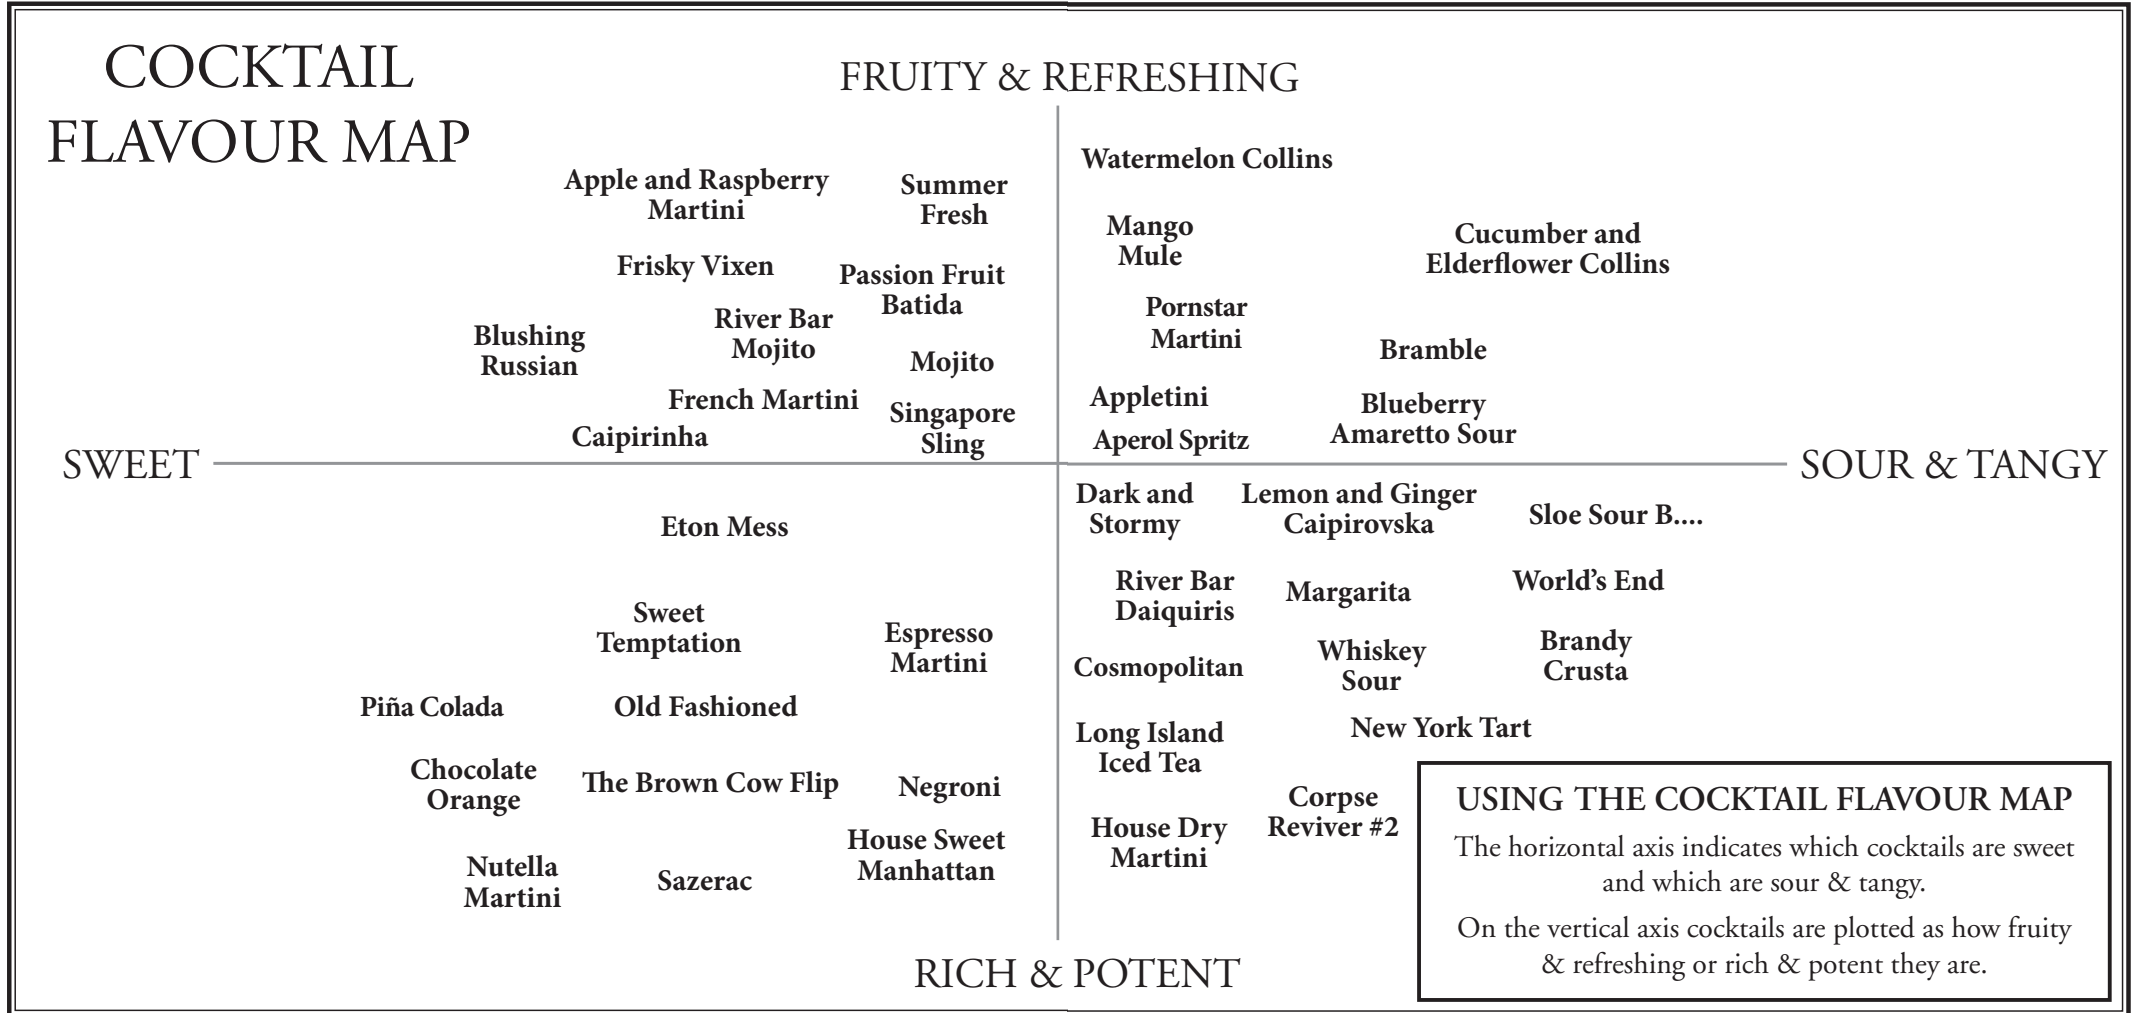 COCKTAIL
FLAVOUR MAP
FRUITY & REFRESHING
Apple and Raspberry
Martini
Summer
Fresh
Frisky Vixen
Passion Fruit
Batida
River Bar
Mojito
Blushing
Russian
Mojito
French Martini
Singapore
Sling
Caipirinha
Watermelon Collins
Mango
Mule
Cucumber and
Elderflower Collins
Pornstar
Martini
Bramble
Appletini
Blueberry
Amaretto Sour
Aperol Spritz
SWEET
SOUR & TANGY
Eton Mess
Sweet
Temptation
Espresso
Martini
Piña Colada
Old Fashioned
Chocolate
Orange
The Brown Cow Flip
Negroni
House Sweet
Manhattan
Nutella
Martini
Sazerac
Dark and
Stormy
Lemon and Ginger
Caipirovska
Sloe Sour B....
River Bar
Daiquiris
Margarita
World's End
Cosmopolitan
Whiskey
Sour
Brandy
Crusta
Long Island
Iced Tea
New York Tart
House Dry
Martini
Corpse
Reviver #2
RICH & POTENT
USING THE COCKTAIL FLAVOUR MAP
The horizontal axis indicates which cocktails are sweet
and which are sour & tangy.
On the vertical axis cocktails are plotted as how fruity
& refreshing or rich & potent they are.